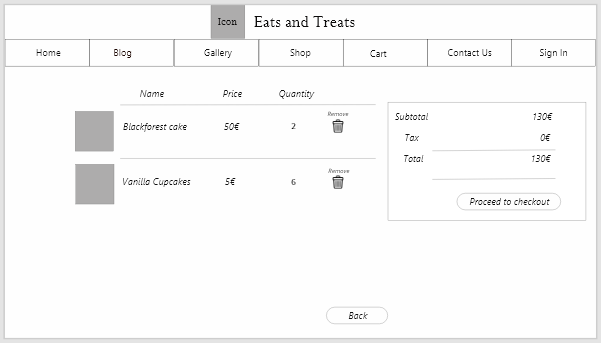 Icon Eats and Treats
Home Blog Gallery Shop Cart Contact Us Sign In
Name Price Quantity
Remove
Blackforest cake 50€ 2
Remove
Vanilla Cupcakes 5€ 6
Subtotal 130€
Tax 0€
Total 130€
Proceed to checkout
Back